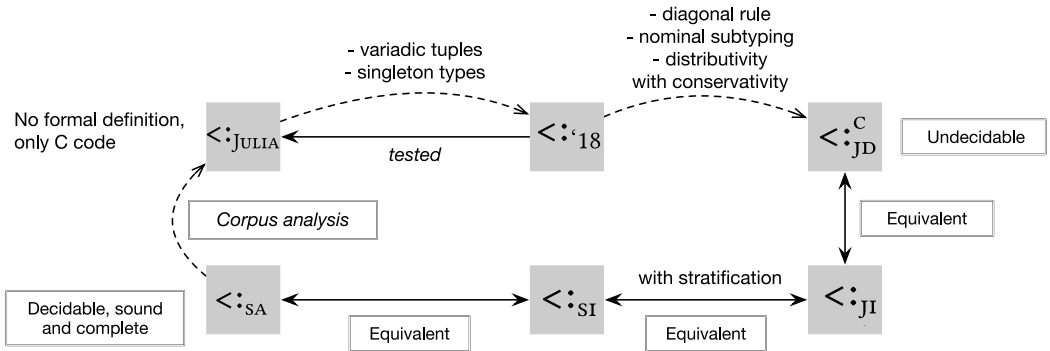 - diagonal rule
- nominal subtyping
- distributivity
with conservativity
- variadic tuples
- singleton types
No formal definition,
only C code
<:JULIA
tested
<:‘18
<:C JD
Undecidable
Corpus analysis
Equivalent
Decidable, sound
and complete
<:SA
Equivalent
<:SI
with stratification
Equivalent
<:JI